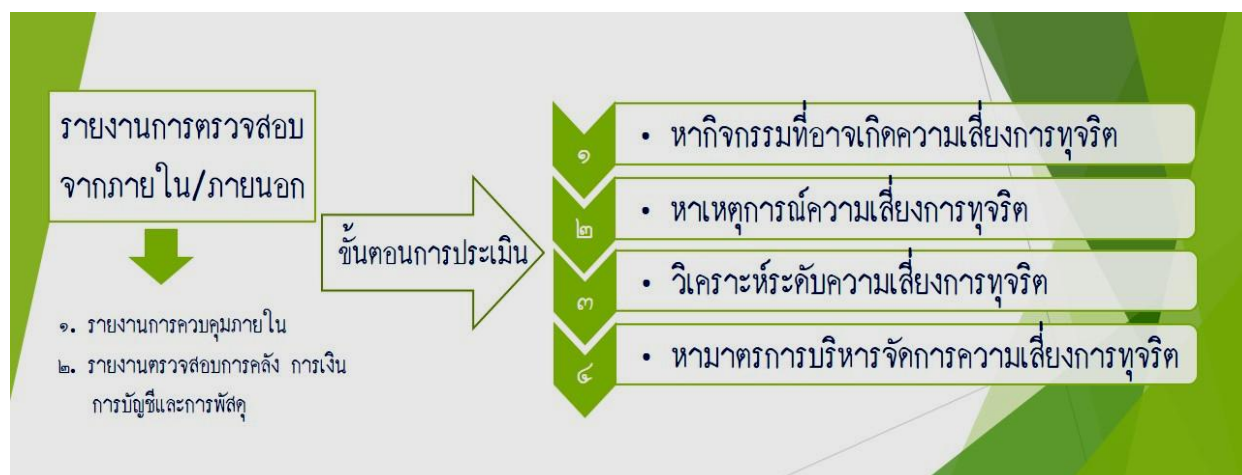 รายงานการตรวจสอบ
จากภายใน/ภายนอก
๑. รายงานการควบคุมภายใน
๒. รายงานตรวจสอบการคลัง การเงิน
การบัญชีและการพัสดุ
ขั้นตอนการประเมิน
๑
• หากิจกรรมที่อาจเกิดความเสี่ยงการทุจริต
๒
• หาเหตุการณ์ความเสี่ยงการทุจริต
๓
• วิเคราะห์ระดับความเสี่ยงการทุจริต
๔
• หามาตรการบริหารจัดการความเสี่ยงการทุจริต